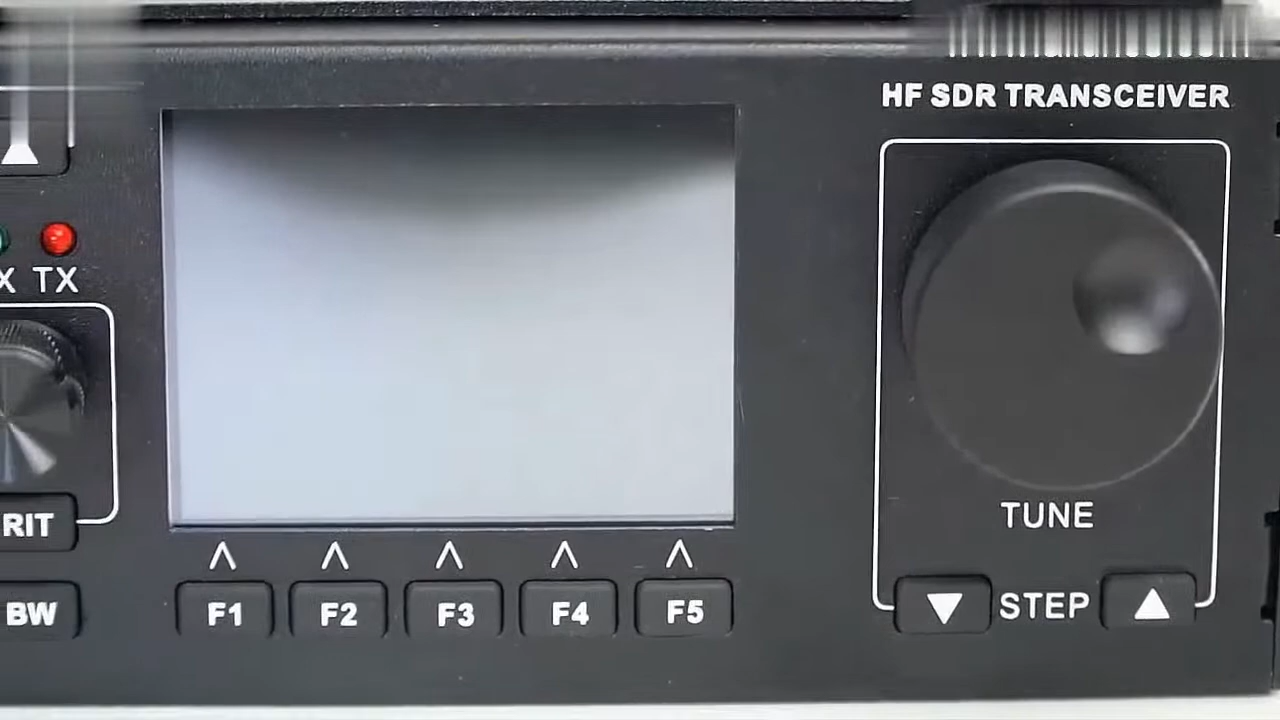 HF SDR TRANSCEIVER
X TX
RIT
TUNE
F1 F2 F3 F4 F5
BW
STEP